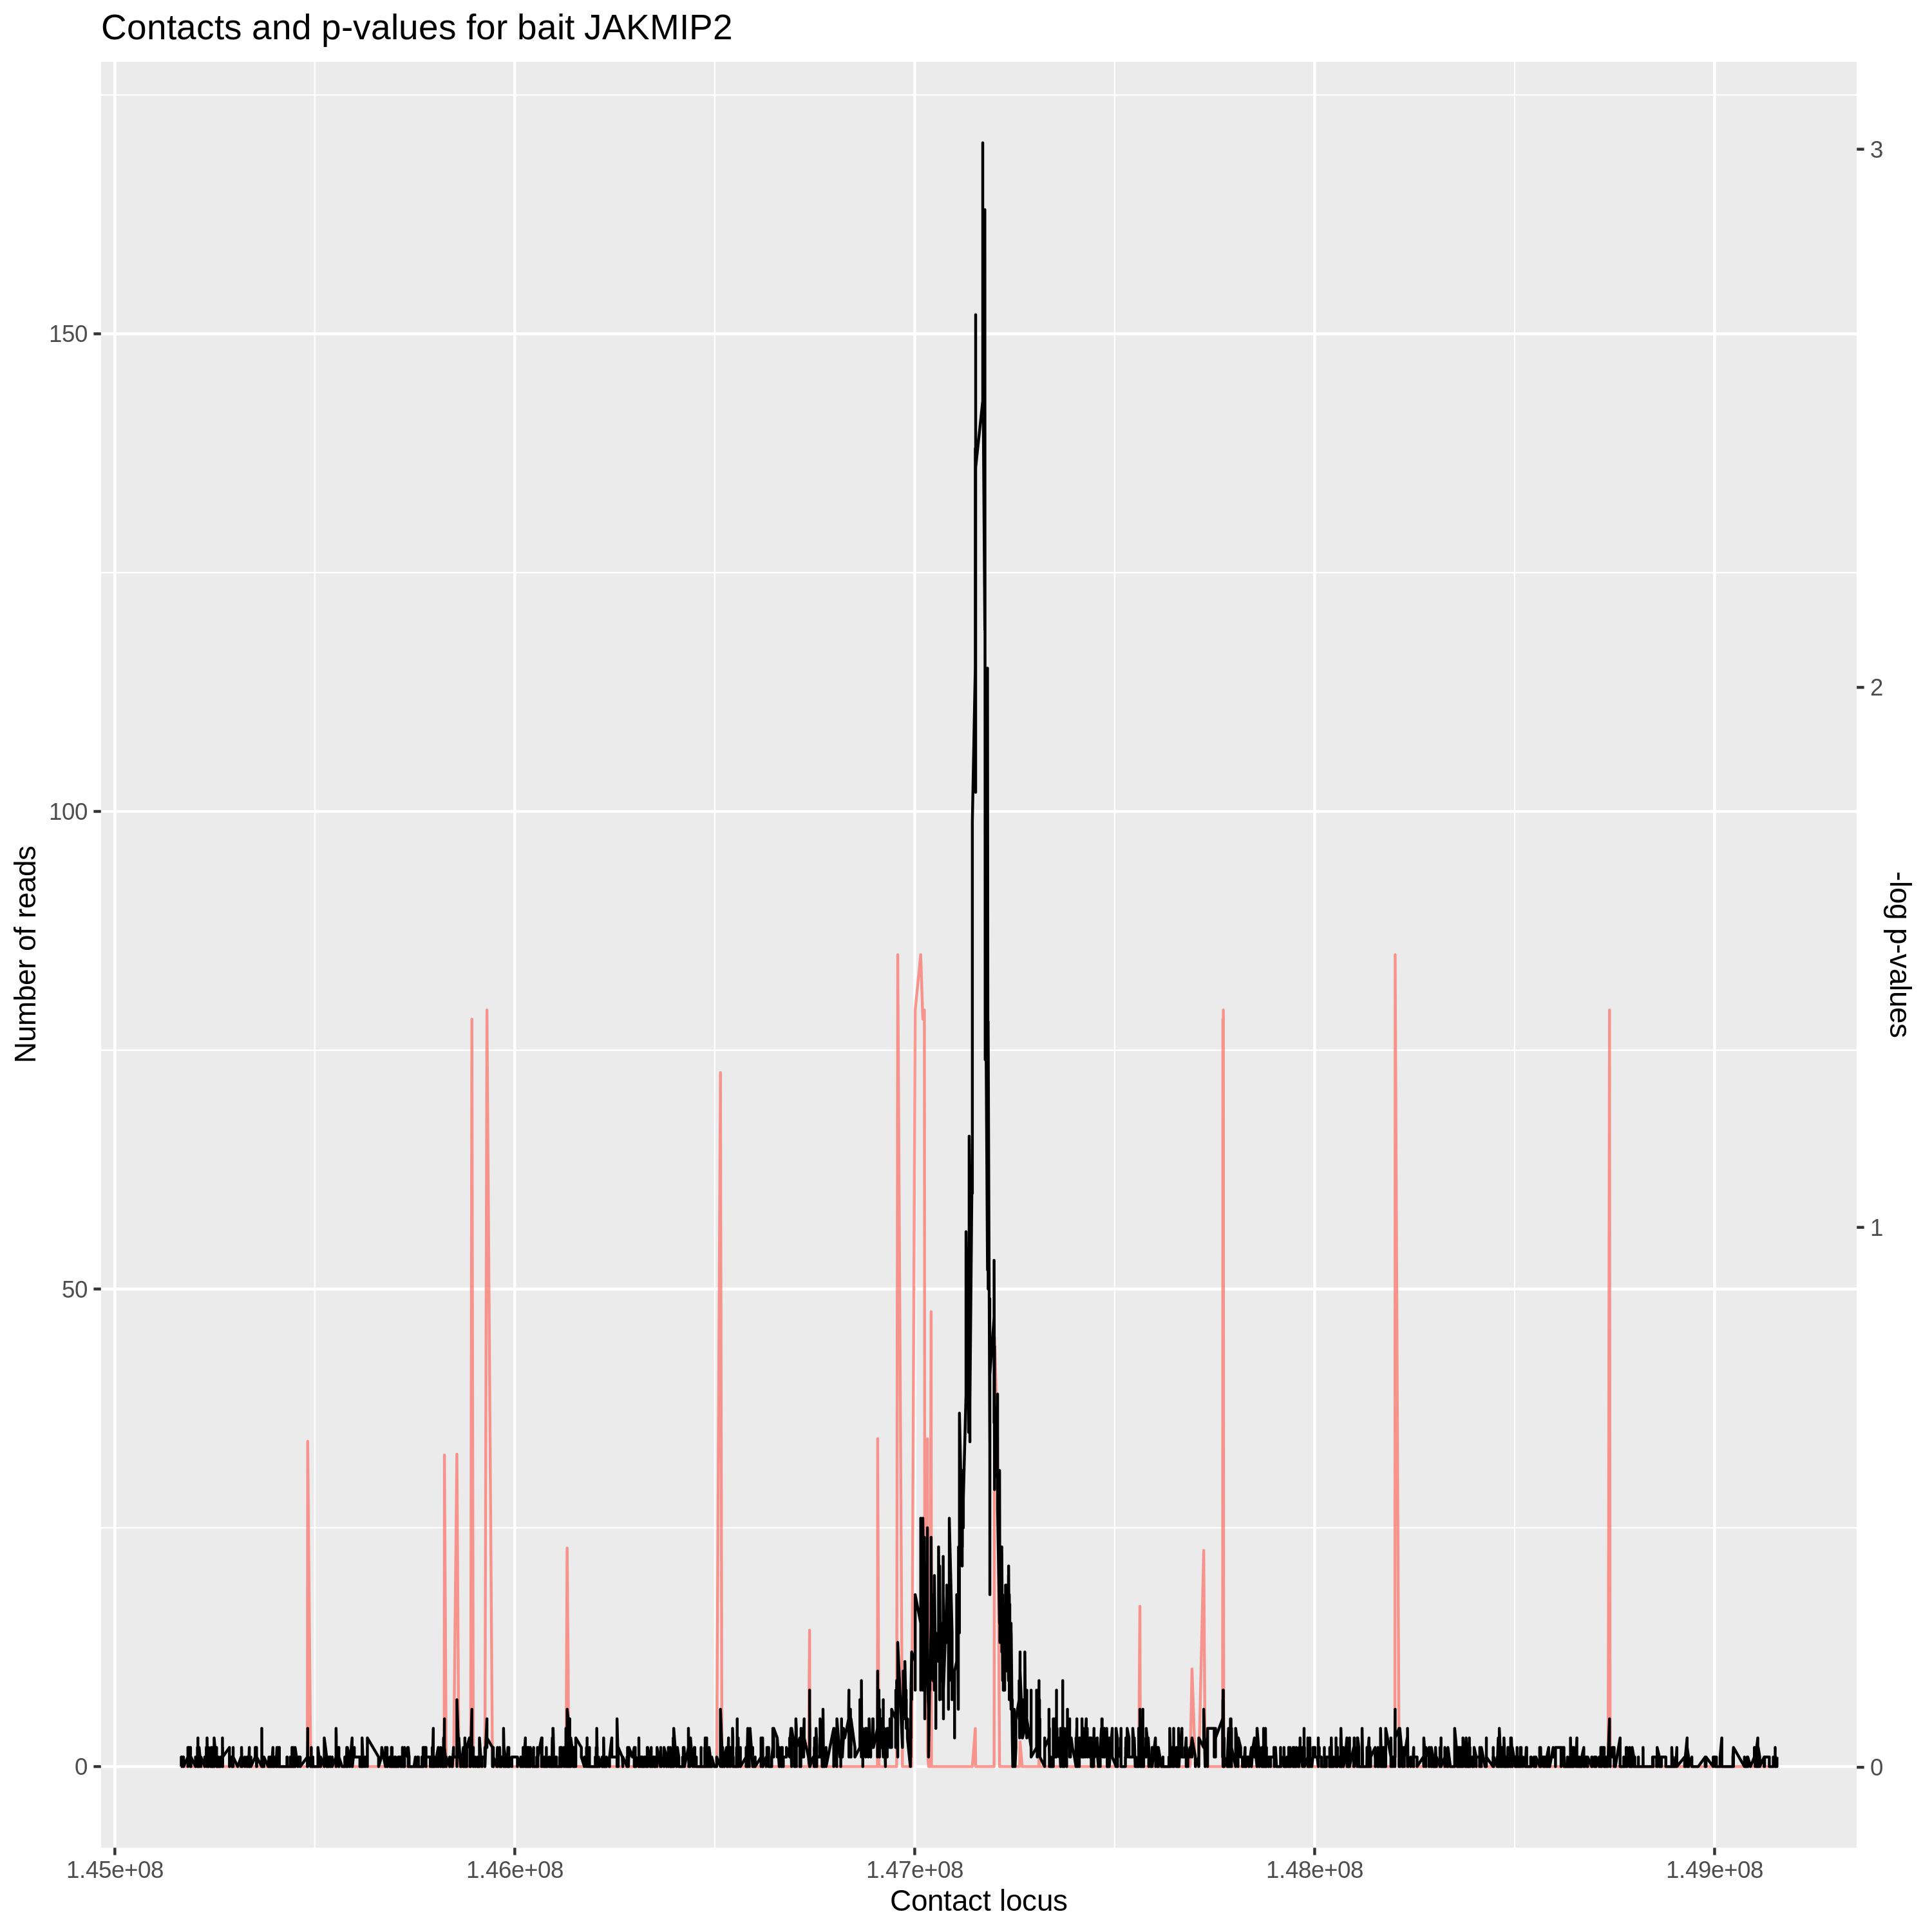 Contacts and p-values for bait JAKMIP2
150
100
50
0
Number of reads
3
2
1
0
-log p-values
1.45e+08 1.46e+08 1.47e+08 1.48e+08 1.49e+08
Contact locus